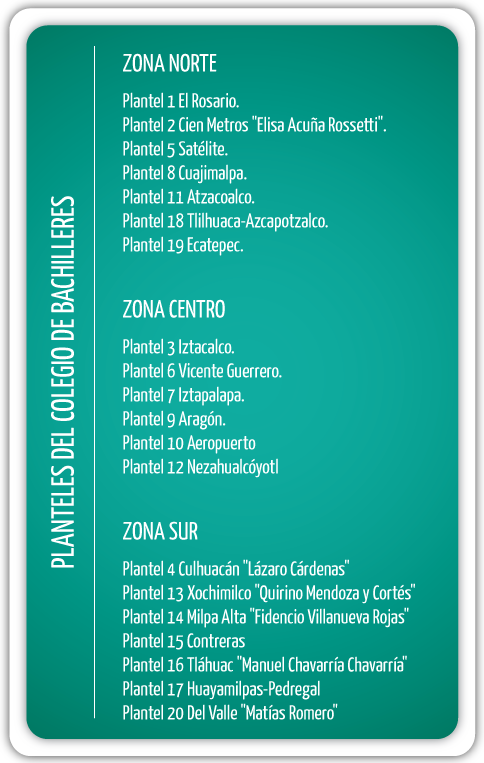 PLANTELES DEL COLEGIO DE BACHILLERES
ZONA NORTE
Plantel 1 El Rosario.
Plantel 2 Cien Metros "Elisa Acuña Rossetti".
Plantel 5 Satélite.
Plantel 8 Cuajimalpa.
Plantel 11 Atzacoalco.
Plantel 18 Tlilhuaca-Azcapotzalco.
Plantel 19 Ecatepec.
ZONA CENTRO
Plantel 3 Iztacalco.
Plantel 6 Vicente Guerrero.
Plantel 7 Iztapalapa.
Plantel 9 Aragón.
Plantel 10 Aeropuerto
Plantel 12 Nezahualcóyotl
ZONA SUR
Plantel 4 Culhuacán "Lázaro Cárdenas"
Plantel 13 Xochimilco "Quirino Mendoza y Cortés"
Plantel 14 Milpa Alta "Fidencio Villanueva Rojas"
Plantel 15 Contreras
Plantel 16 Tláhuac "Manuel Chavarría Chavarría"
Plantel 17 Huayamilpas-Pedregal
Plantel 20 Del Valle "Matías Romero"